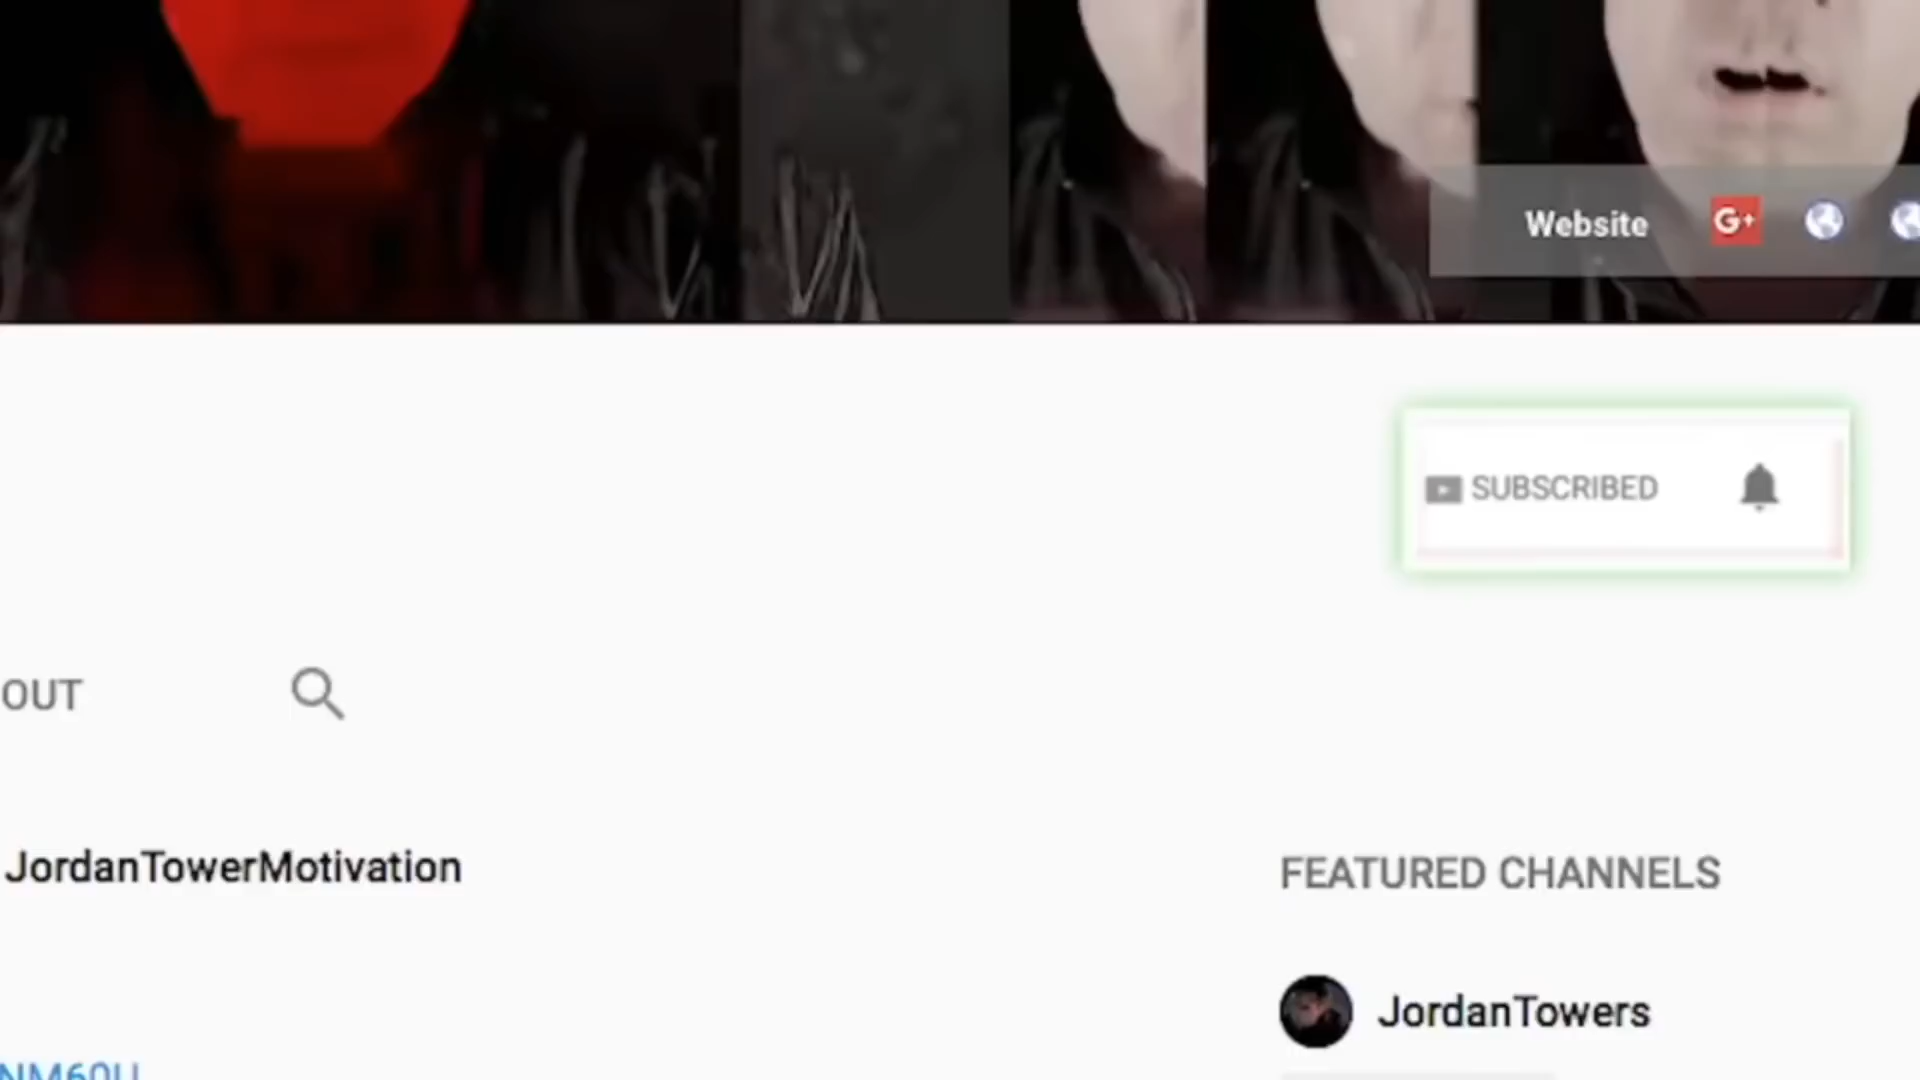 Website G+
SUBSCRIBED
OUT
JordanTowerMotivation
FEATURED CHANNELS
JordanTowers